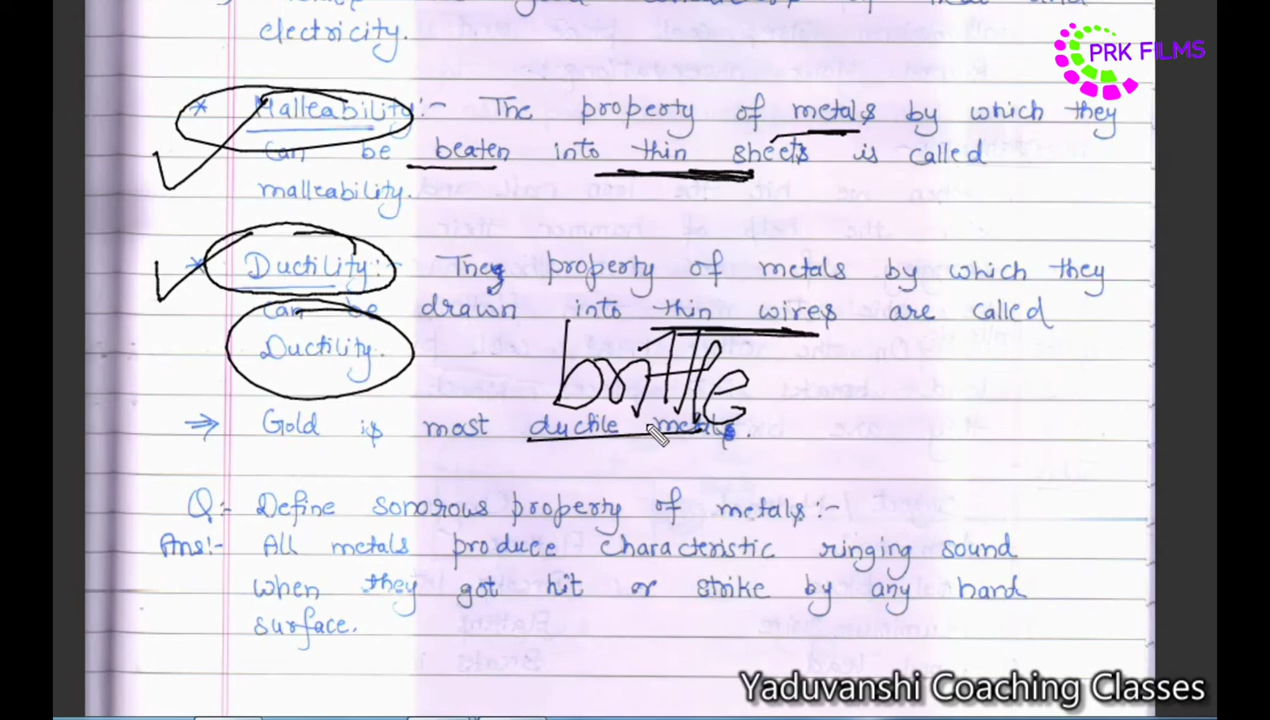 good
and
electricity.
* Malleability:- The property of metals by which they
can be beaten into thin sheets is called
malleability.
* Ductility:- They property of metals by which they
can be drawn into thin wires are called
Ductility.
brittle
⇒ Gold is most ductile metals.
Q:- Define sonorous property of metals:-
Ans:- All metals produce characteristic ringing sound
when they got hit or strike by any hard
surface.
PRK FILMS
Yaduvanshi Coaching Classes